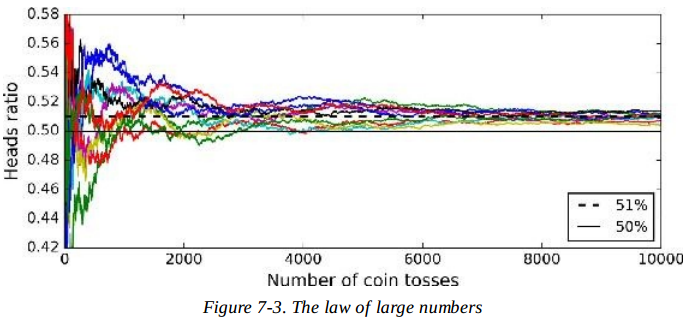 0.58
0.56
0.54
0.52
0.50
0.48
0.46
0.44
0.42
Heads ratio
51%
50%
0 2000 4000 6000 8000 10000
Number of coin tosses
Figure 7-3. The law of large numbers